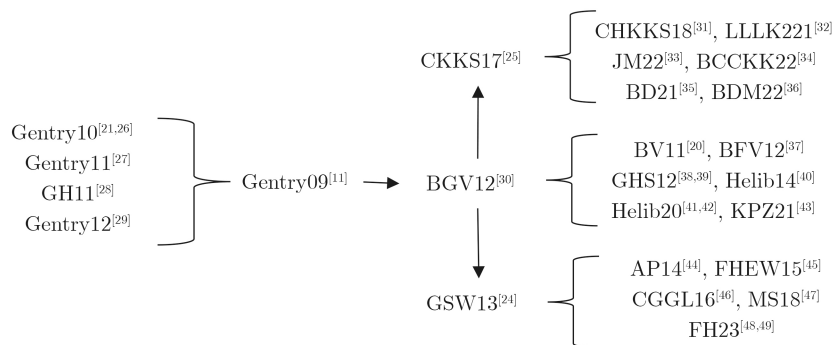 Gentry10[21,26]
Gentry11[27]
GH11[28]
Gentry12[29]
Gentry09[11]
CKKS17[25]
BGV12[30]
GSW13[24]
CHKKS18[31], LLLK221[32]
JM22[33], BCCKK22[34]
BD21[35], BDM22[36]
BV11[20], BFV12[37]
GHS12[38,39], Helib14[40]
Helib20[41,42], KPZ21[43]
AP14[44], FHEW15[45]
CGGL16[46], MS18[47]
FH23[48,49]